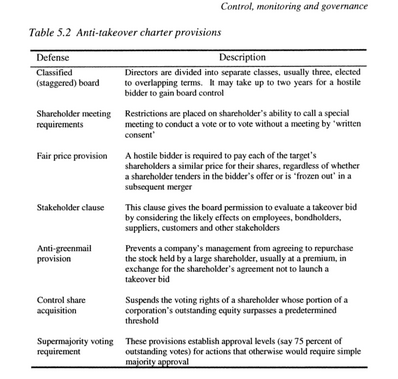 Control, monitoring and governance
Table 5.2 Anti-takeover charter provisions
Defense Description
Classified (staggered) board
Directors are divided into separate classes, usually three, elected
to overlapping terms. It may take up to two years for a hostile
bidder to gain board control
Shareholder meeting requirements
Restrictions are placed on shareholder's ability to call a special
meeting to conduct a vote or to vote without a meeting by 'written
consent'
Fair price provision
A hostile bidder is required to pay each of the target's
shareholders a similar price for their shares, regardless of whether
a shareholder tenders in the bidder's offer or is 'frozen out' in a
subsequent merger
Stakeholder clause
This clause gives the board permission to evaluate a takeover bid
by considering the likely effects on employees, bondholders,
suppliers, customers and other stakeholders
Anti-greenmail provision
Prevents a company's management from agreeing to repurchase
the stock held by a large shareholder, usually at a premium, in
exchange for the shareholder's agreement not to launch a
takeover bid
Control share acquisition
Suspends the voting rights of a shareholder whose portion of a
corporation's outstanding equity surpasses a predetermined
threshold
Supermajority voting requirement
These provisions establish approval levels (say 75 percent of
outstanding votes) for actions that otherwise would require simple
majority approval